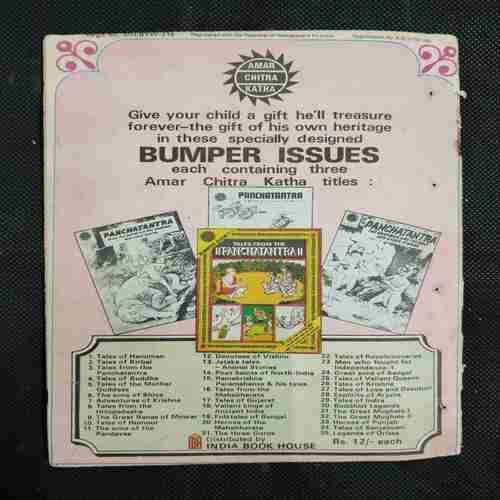 AMAR
CHITRA
KATHA
Give your child a gift he'll treasure
forever-the gift of his own heritage
in these specially designed
BUMPER ISSUES
each containing three
Amar Chitra Katha titles :
PANCHATANTRA
PANCHATANTRA
PANCHATANTRA
TALES FROM THE
PANCHATANTRA
1. Tales of Hanuman
2. Tales of Birbal
3. Tales from the
Panchatantra
4. Tales of Buddha
5. Tales of the Mother
Goddess
6. The sons of Shiva
7. Adventures of Krishna
8. Tales from the
Hitopadesha
9. The Great Ranas of Mewar
10. Tales of Humour
11. The sons of the
Pandavas
12. Devotees of Vishnu
13. Jataka tales
- Animal Stories
14. Poet Saints of North-India
15. Ramakrishna
Paramahamsa & his tales
16. Tales from the
Mahabharata
17. Tales of Gujarat
18. Valiant kings of
Ancient India
19. Folktales of Bengal
20. Heroes of the
Mahabharata
21. The three Gurus
22. Tales of Revolutionaries
23. Men who fought for
Independence-1
24. Great sons of Bengal
25. Tales of Valiant Queens
26. Tales of Krishna
27. Tales of Love and Devotion
28. Exploits of Arjuna
29. Tales of Indra
30. Buddhist Legends
31. The Great Mughals-1
32. The Great Mughals-2
33. Heroes of Punjab
34. Tales of Rajasthan
35. Legends of Orissa
Distributed by
INDIA BOOK HOUSE
Rs. 12/- each